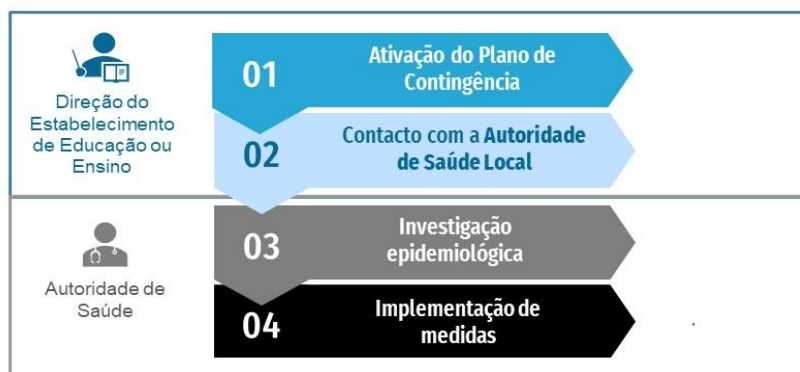 Direção do
Estabelecimento
de Educação ou
Ensino
01
Ativação do Plano de
Contingência
02
Contacto com a Autoridade
de Saúde Local
Autoridade de
Saúde
03
Investigação
epidemiológica
04
Implementação de
medidas